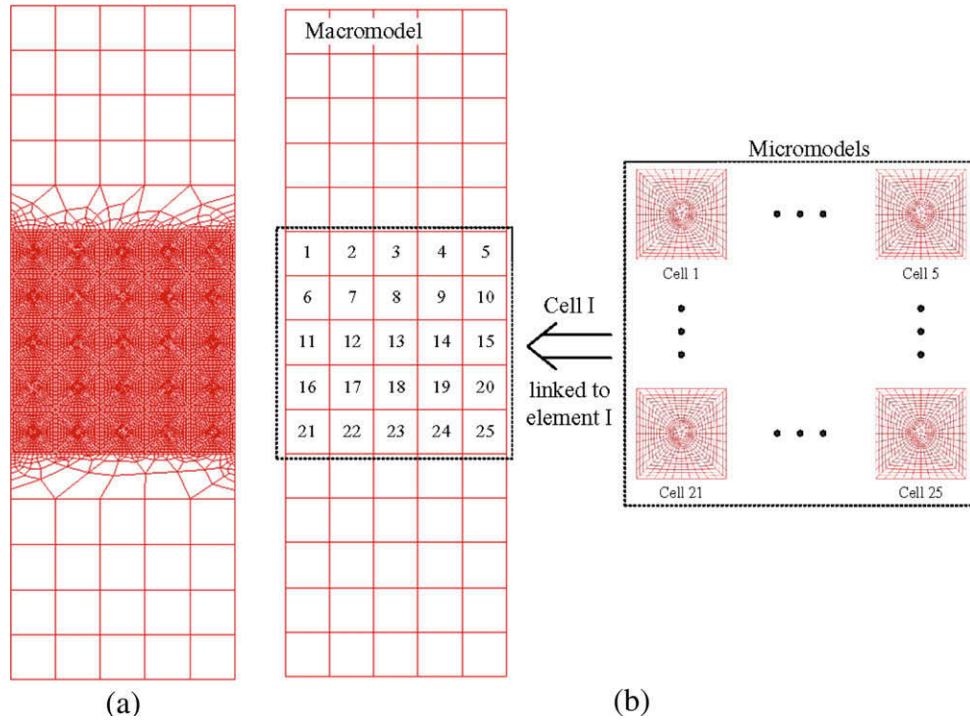 Macromodel
1 2 3 4 5
6 7 8 9 10
11 12 13 14 15
16 17 18 19 20
21 22 23 24 25
Cell I
linked to
element I
Micromodels
Cell 1
Cell 5
Cell 21
Cell 25
(a)
(b)